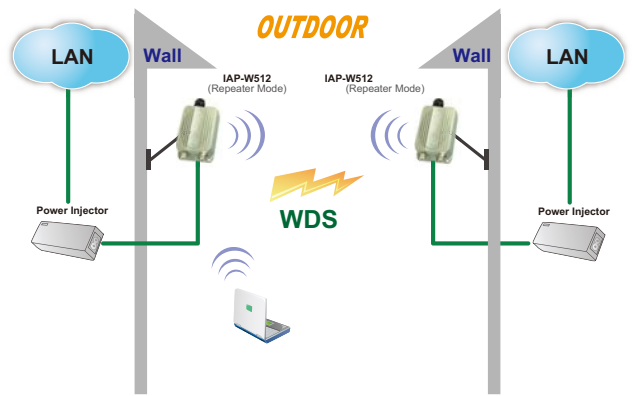 OUTDOOR
LAN
Wall
Wall
LAN
IAP-W512
(Repeater Mode)
IAP-W512
(Repeater Mode)
WDS
Power Injector
Power Injector